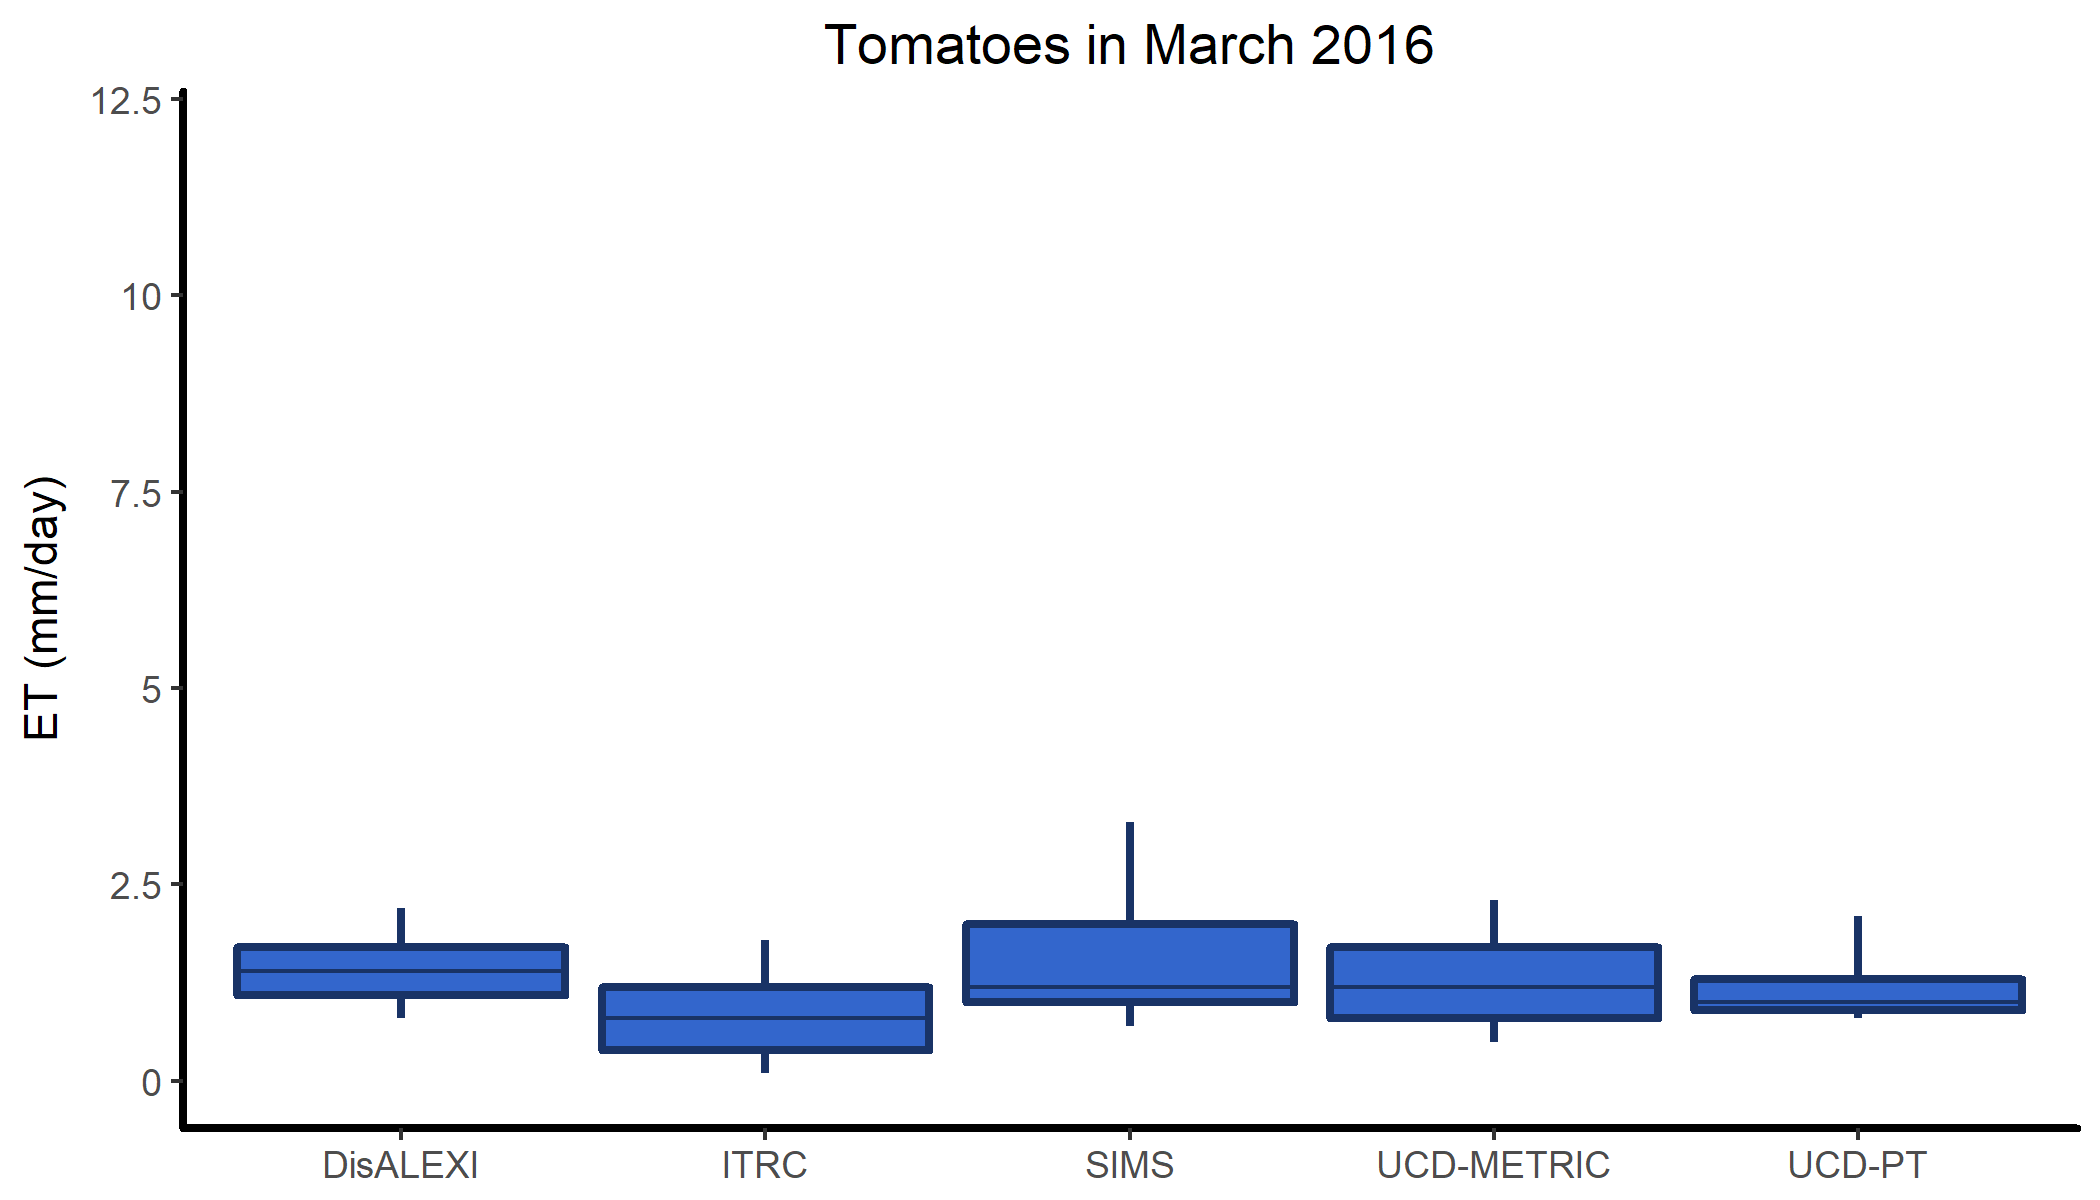 Tomatoes in March 2016
12.5
10
7.5
5
2.5
0
ET (mm/day)
DisALEXI
ITRC
SIMS
UCD-METRIC
UCD-PT